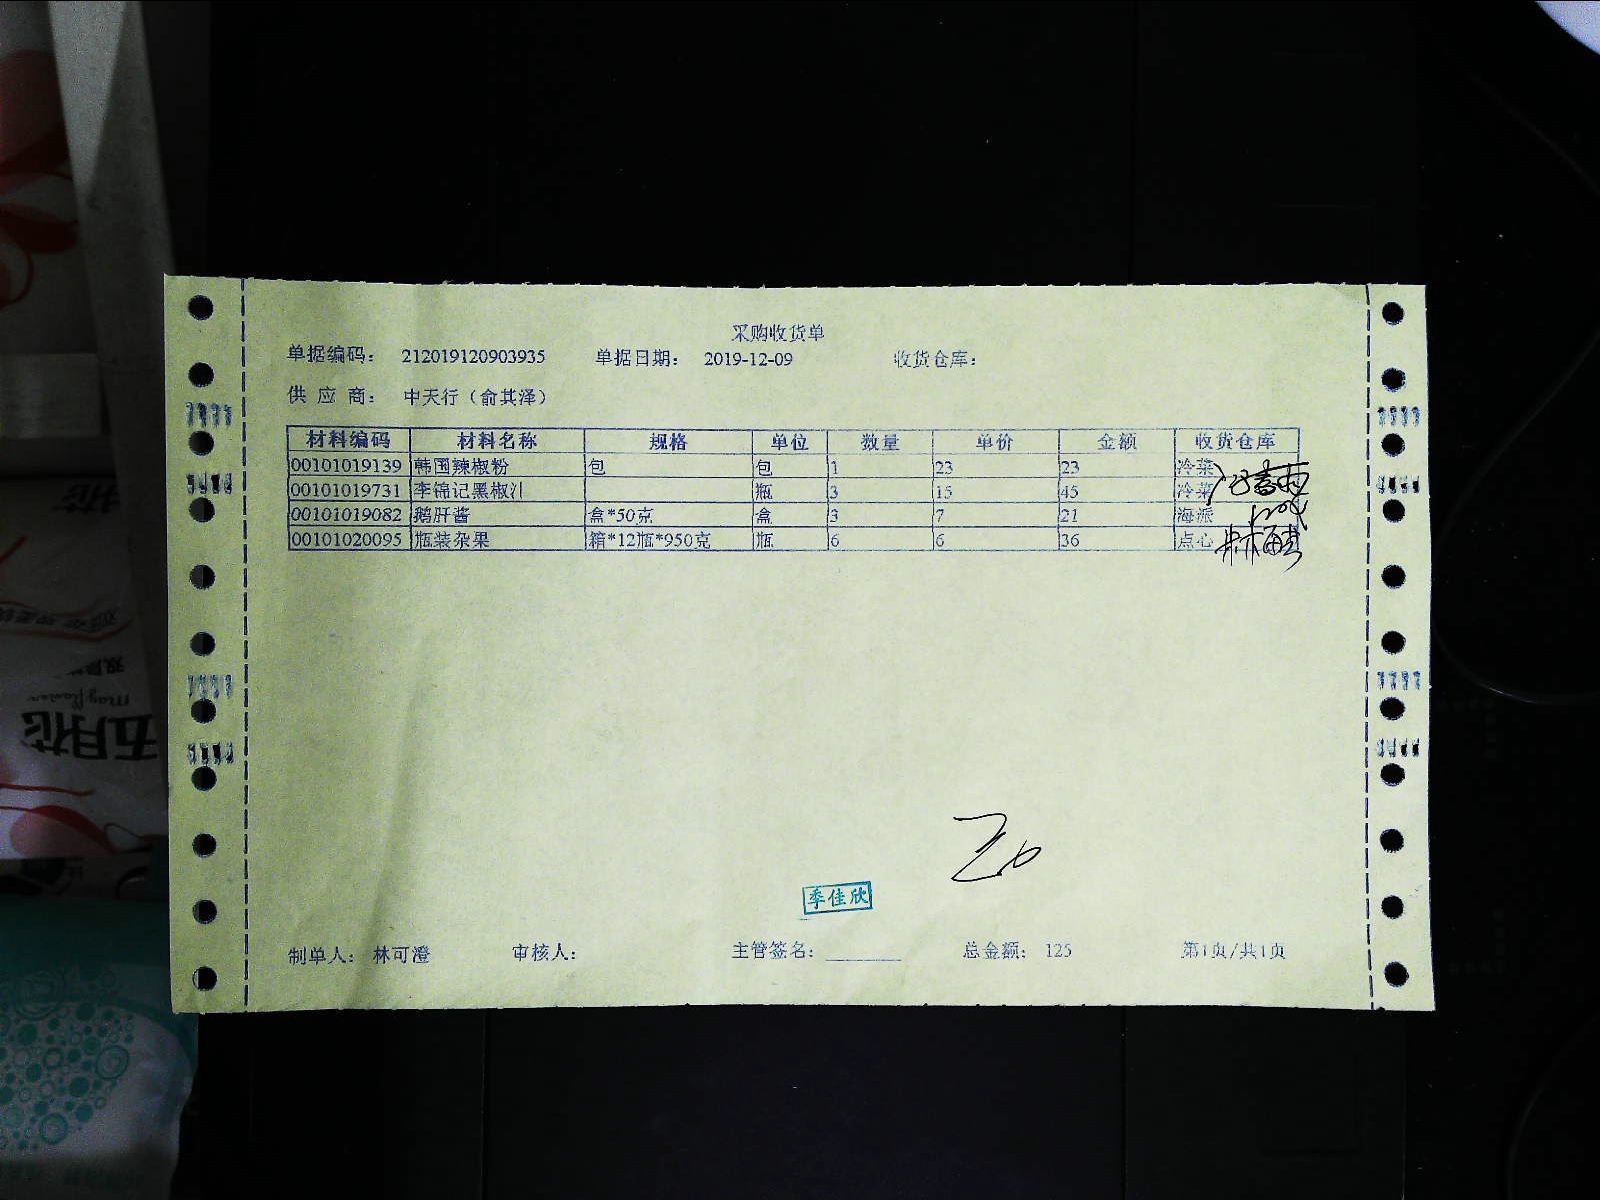 采购收货单
单据编码： 212019120903935 单据日期： 2019-12-09 收货仓库：
供 应 商： 中天行（俞其泽）
材料编码 材料名称 规格 单位 数量 单价 金额 收货仓库
00101019139 韩国辣椒粉 包 包 1 23 23 冷菜
00101019731 李锦记黑椒汁 瓶 3 15 45 冷菜
00101019082 鹅肝酱 盒*50克 盒 3 7 21 海派
00101020095 瓶装杂果 箱*12瓶*950克 瓶 6 6 36 点心
季佳欣
制单人： 林可澄 审核人： 主管签名： 总金额： 125 第1页/共1页
五月花
mayflower